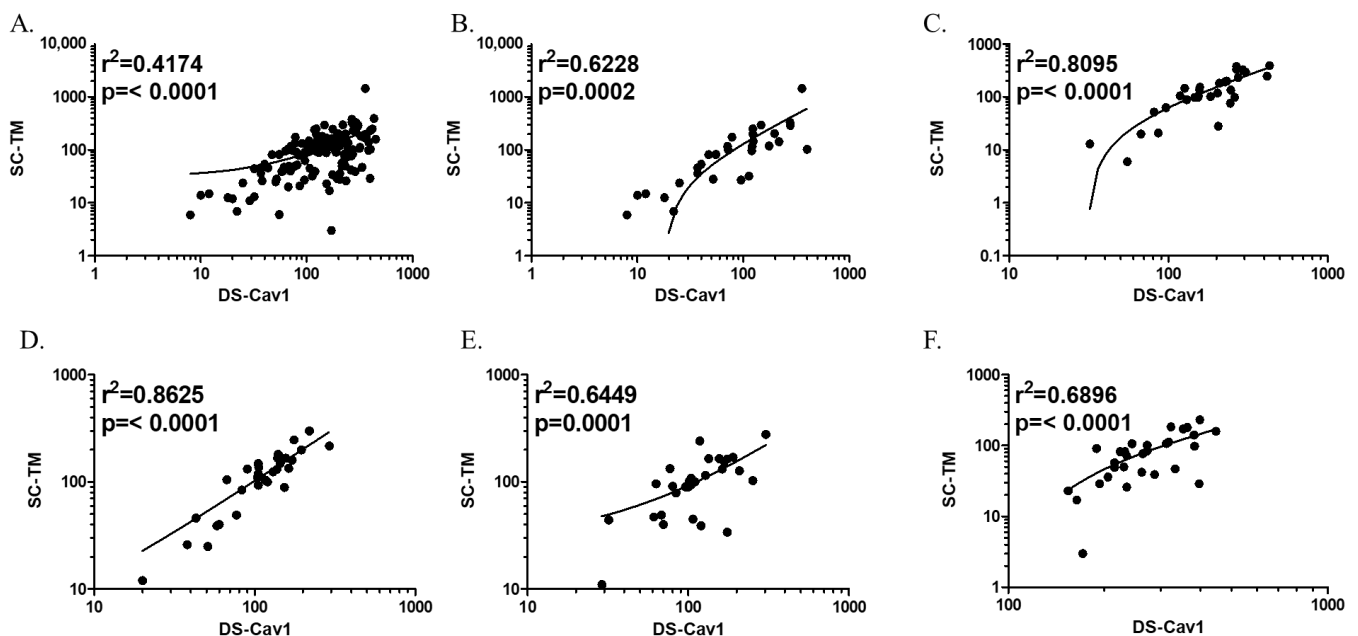 A.
10,000
1000
100
10
1
SC-TM
r²=0.4174
p=< 0.0001
1 10 100 1000
DS-Cav1
B.
10,000
1000
100
10
1
SC-TM
r²=0.6228
p=0.0002
1 10 100 1000
DS-Cav1
C.
1000
100
10
1
0.1
SC-TM
r²=0.8095
p=< 0.0001
10 100 1000
DS-Cav1
D.
1000
100
10
SC-TM
r²=0.8625
p=< 0.0001
10 100 1000
DS-Cav1
E.
1000
100
10
SC-TM
r²=0.6449
p=0.0001
10 100 1000
DS-Cav1
F.
1000
100
10
1
SC-TM
r²=0.6896
p=< 0.0001
100 1000
DS-Cav1